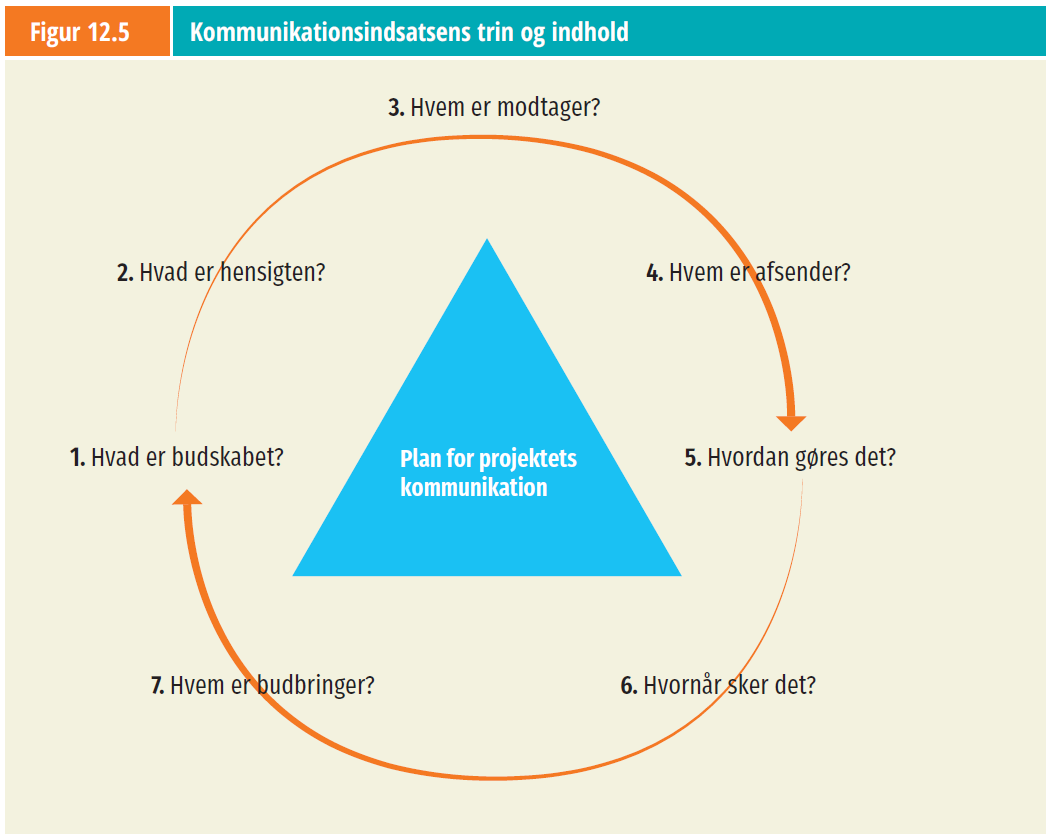 Figur 12.5
Kommunikationsindsatsens trin og indhold
3. Hvem er modtager?
2. Hvad er hensigten?
4. Hvem er afsender?
1. Hvad er budskabet?
Plan for projektets
kommunikation
5. Hvordan gøres det?
7. Hvem er budbringer?
6. Hvornår sker det?